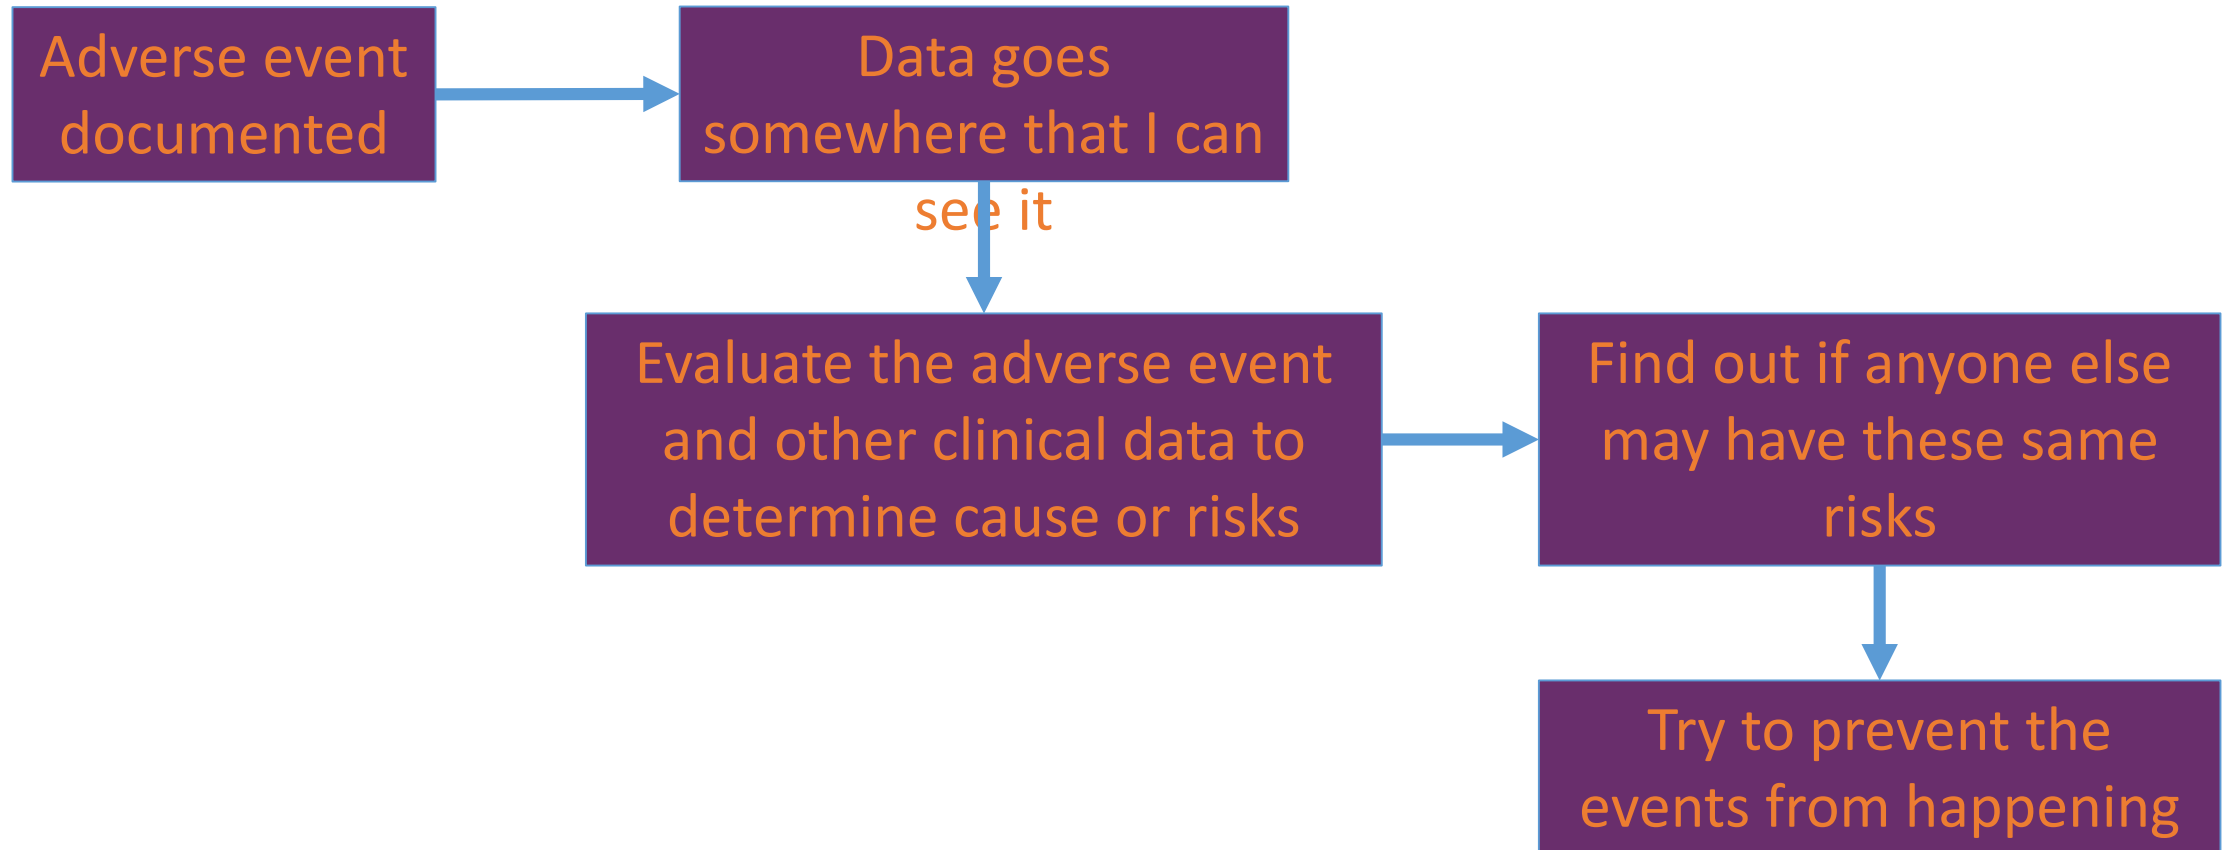 Adverse event
documented
Data goes
somewhere that I can
see it
Evaluate the adverse event
and other clinical data to
determine cause or risks
Find out if anyone else
may have these same
risks
Try to prevent the
events from happening